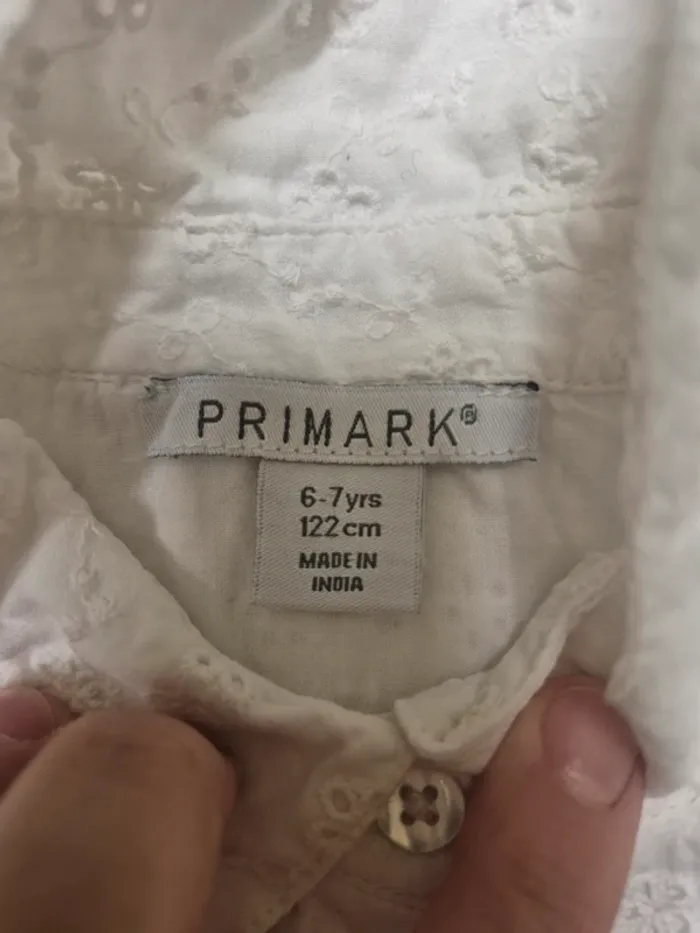 PRIMARK®
6-7yrs
122cm
MADE IN
INDIA